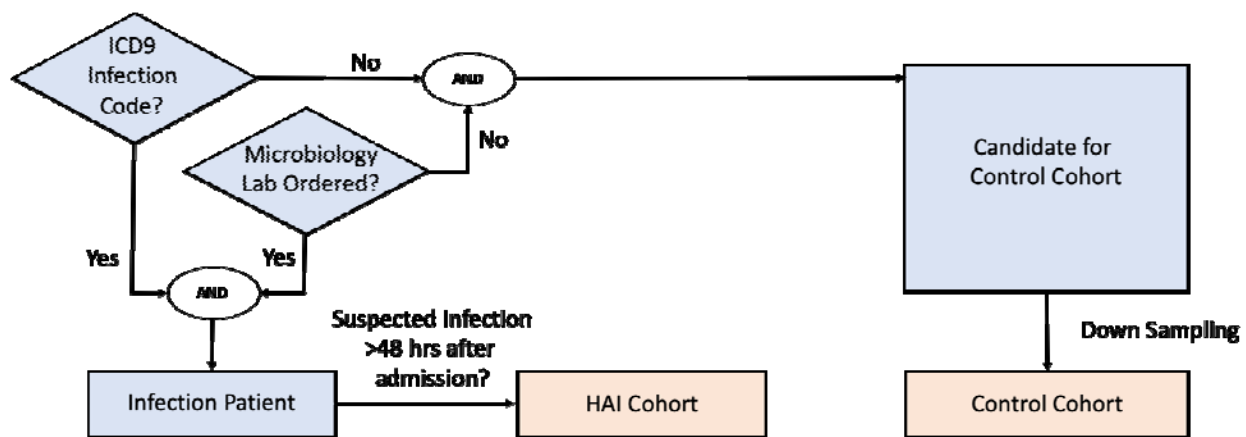 ICD9
Infection
Code?
No
AND
Microbiology
Lab Ordered?
No
Candidate for
Control Cohort
Yes
Yes
AND
Suspected Infection
>48 hrs after
admission?
Down Sampling
Infection Patient
HAI Cohort
Control Cohort